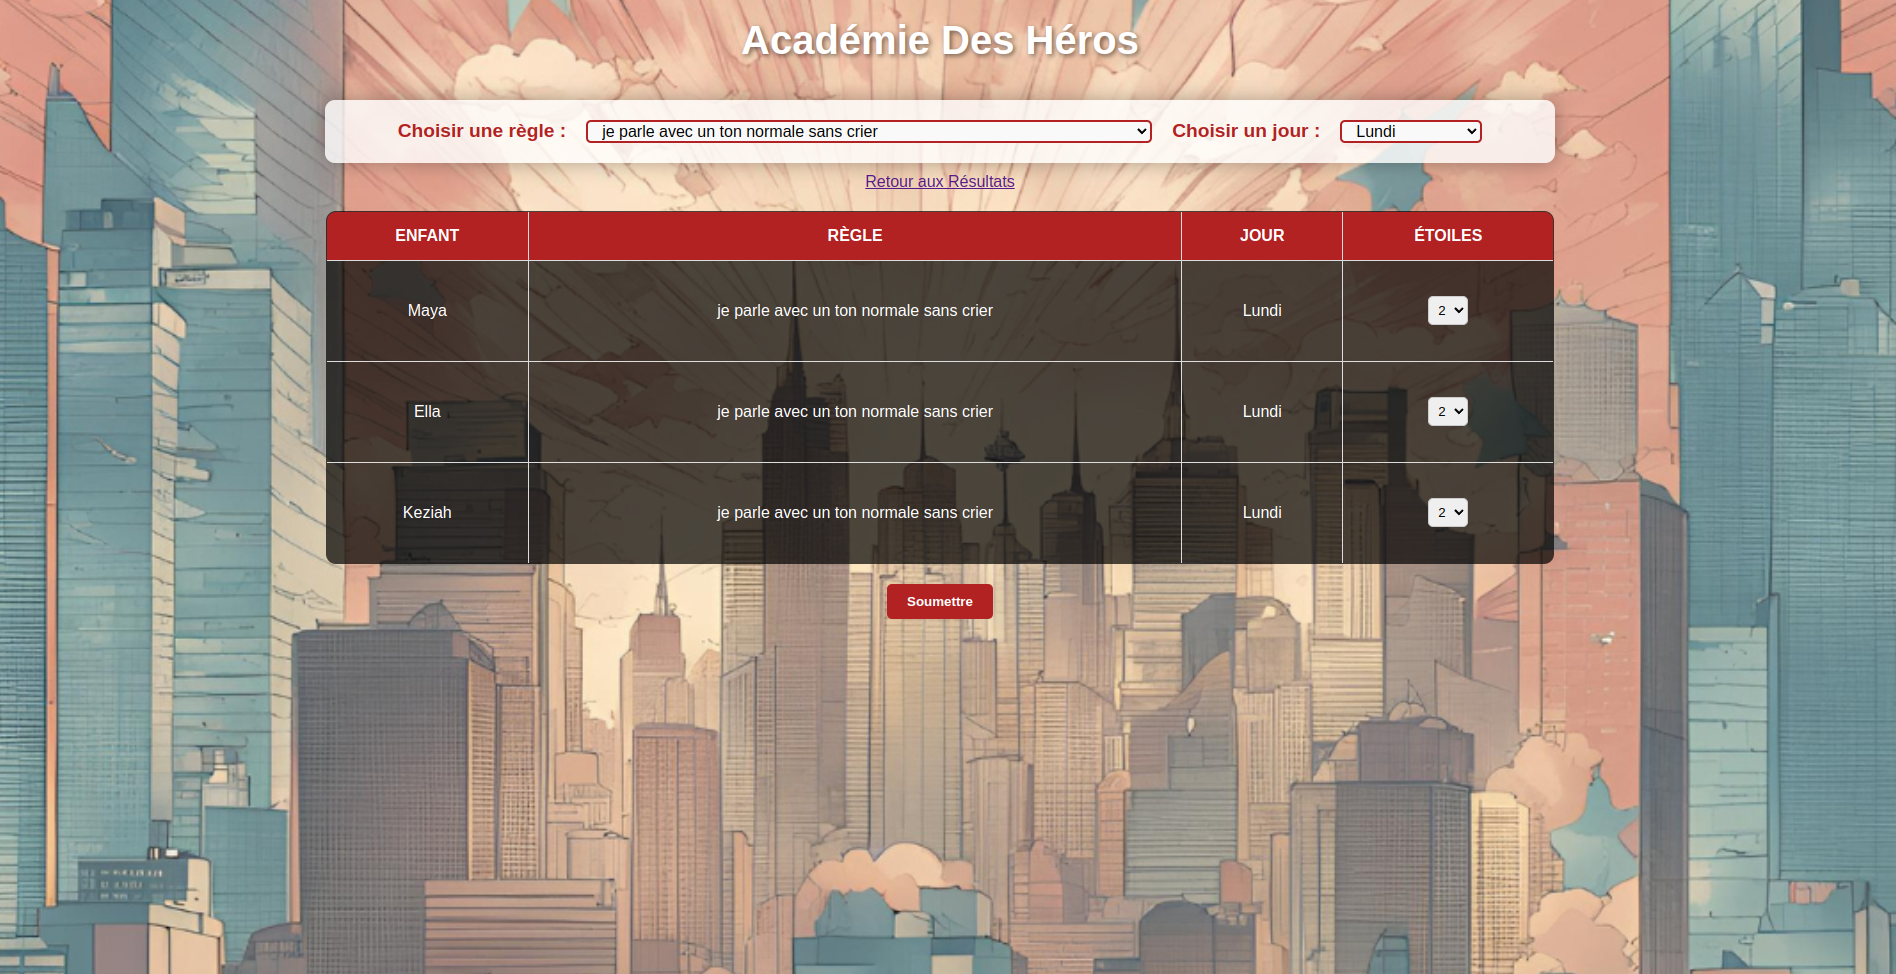 Académie Des Héros
Choisir une règle : je parle avec un ton normale sans crier Choisir un jour : Lundi
Retour aux Résultats
ENFANT RÈGLE JOUR ÉTOILES
Maya je parle avec un ton normale sans crier Lundi 2
Ella je parle avec un ton normale sans crier Lundi 2
Keziah je parle avec un ton normale sans crier Lundi 2
Soumettre